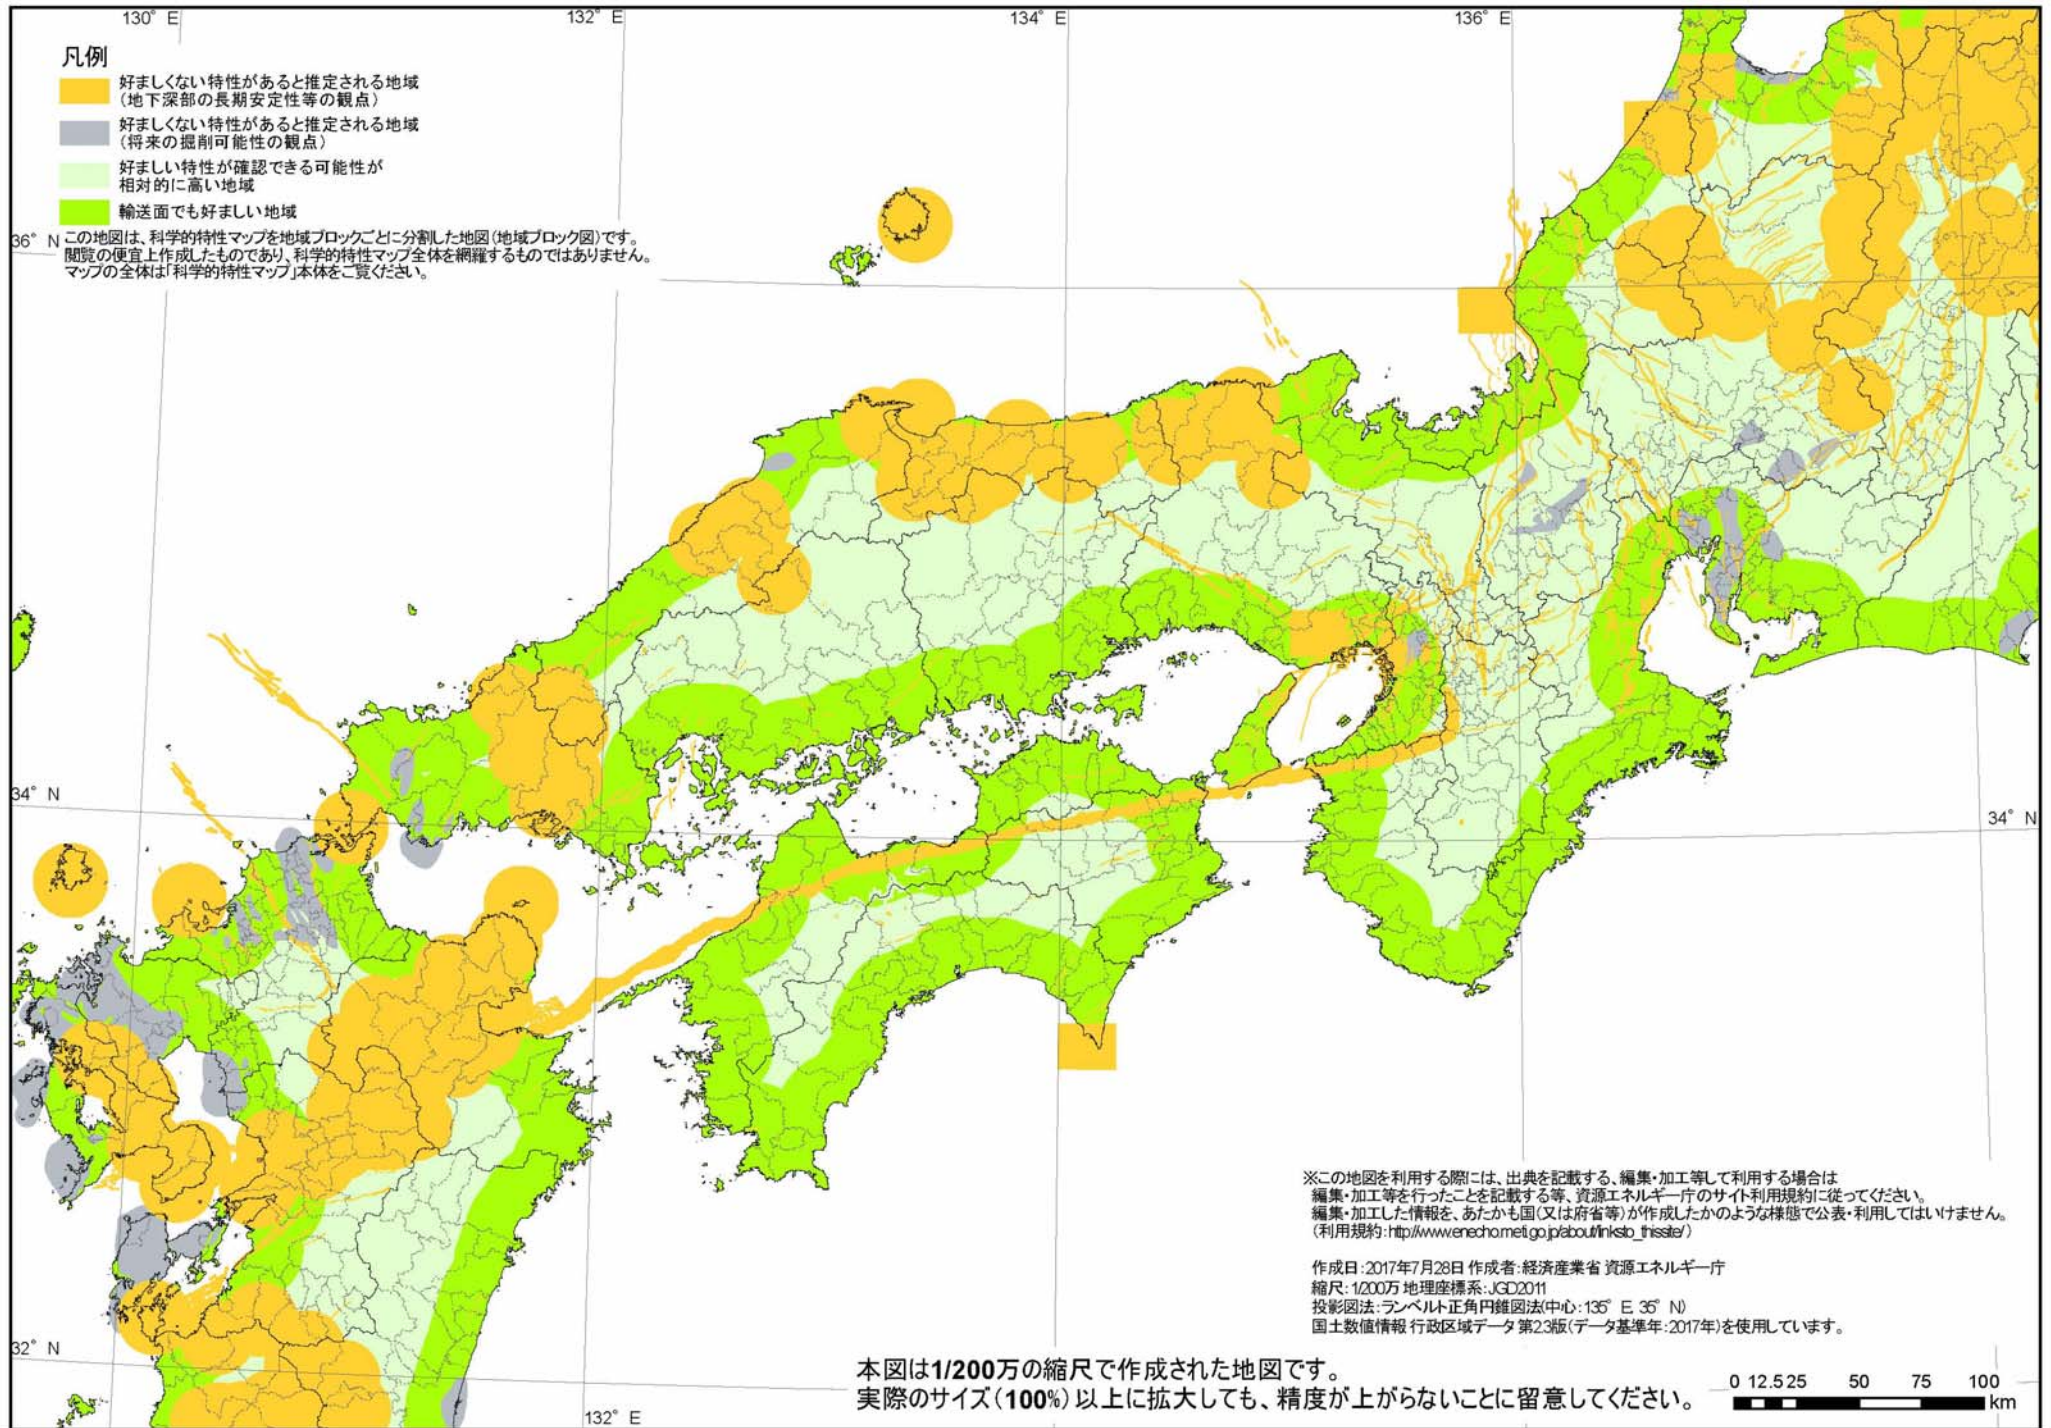 130° E
132° E
134° E
136° E
凡例
好ましくない特性があると推定される地域
(地下深部の長期安定性等の観点)
好ましくない特性があると推定される地域
(将来の掘削可能性の観点)
好ましい特性が確認できる可能性が
相対的に高い地域
輸送面でも好ましい地域
36° N
この地図は、科学的特性マップを地域ブロックごとに分割した地図(地域ブロック図)です。
閲覧の便宜上作成したものであり、科学的特性マップ全体を網羅するものではありません。
マップの全体は「科学的特性マップ」本体をご覧ください。
34° N
34° N
※この地図を利用する際には、出典を記載する、編集・加工等して利用する場合は
編集・加工等を行ったことを記載する等、資源エネルギー庁のサイト利用規約に従ってください。
編集・加工した情報を、あたかも国(又は府省等)が作成したかのような様態で公表・利用してはいけません。
(利用規約:http://www.enecho.meti.go.jp/about/linksto_thissite/)
作成日:2017年7月28日 作成者:経済産業省 資源エネルギー庁
縮尺:1/200万 地理座標系:JGD2011
投影図法:ランベルト正角円錐図法(中心:135° E, 35° N)
国土数値情報 行政区域データ 第2.3版(データ基準年:2017年)を使用しています。
32° N
本図は1/200万の縮尺で作成された地図です。
実際のサイズ(100%)以上に拡大しても、精度が上がらないことに留意してください。
0 12.5 25 50 75 100
km
132° E